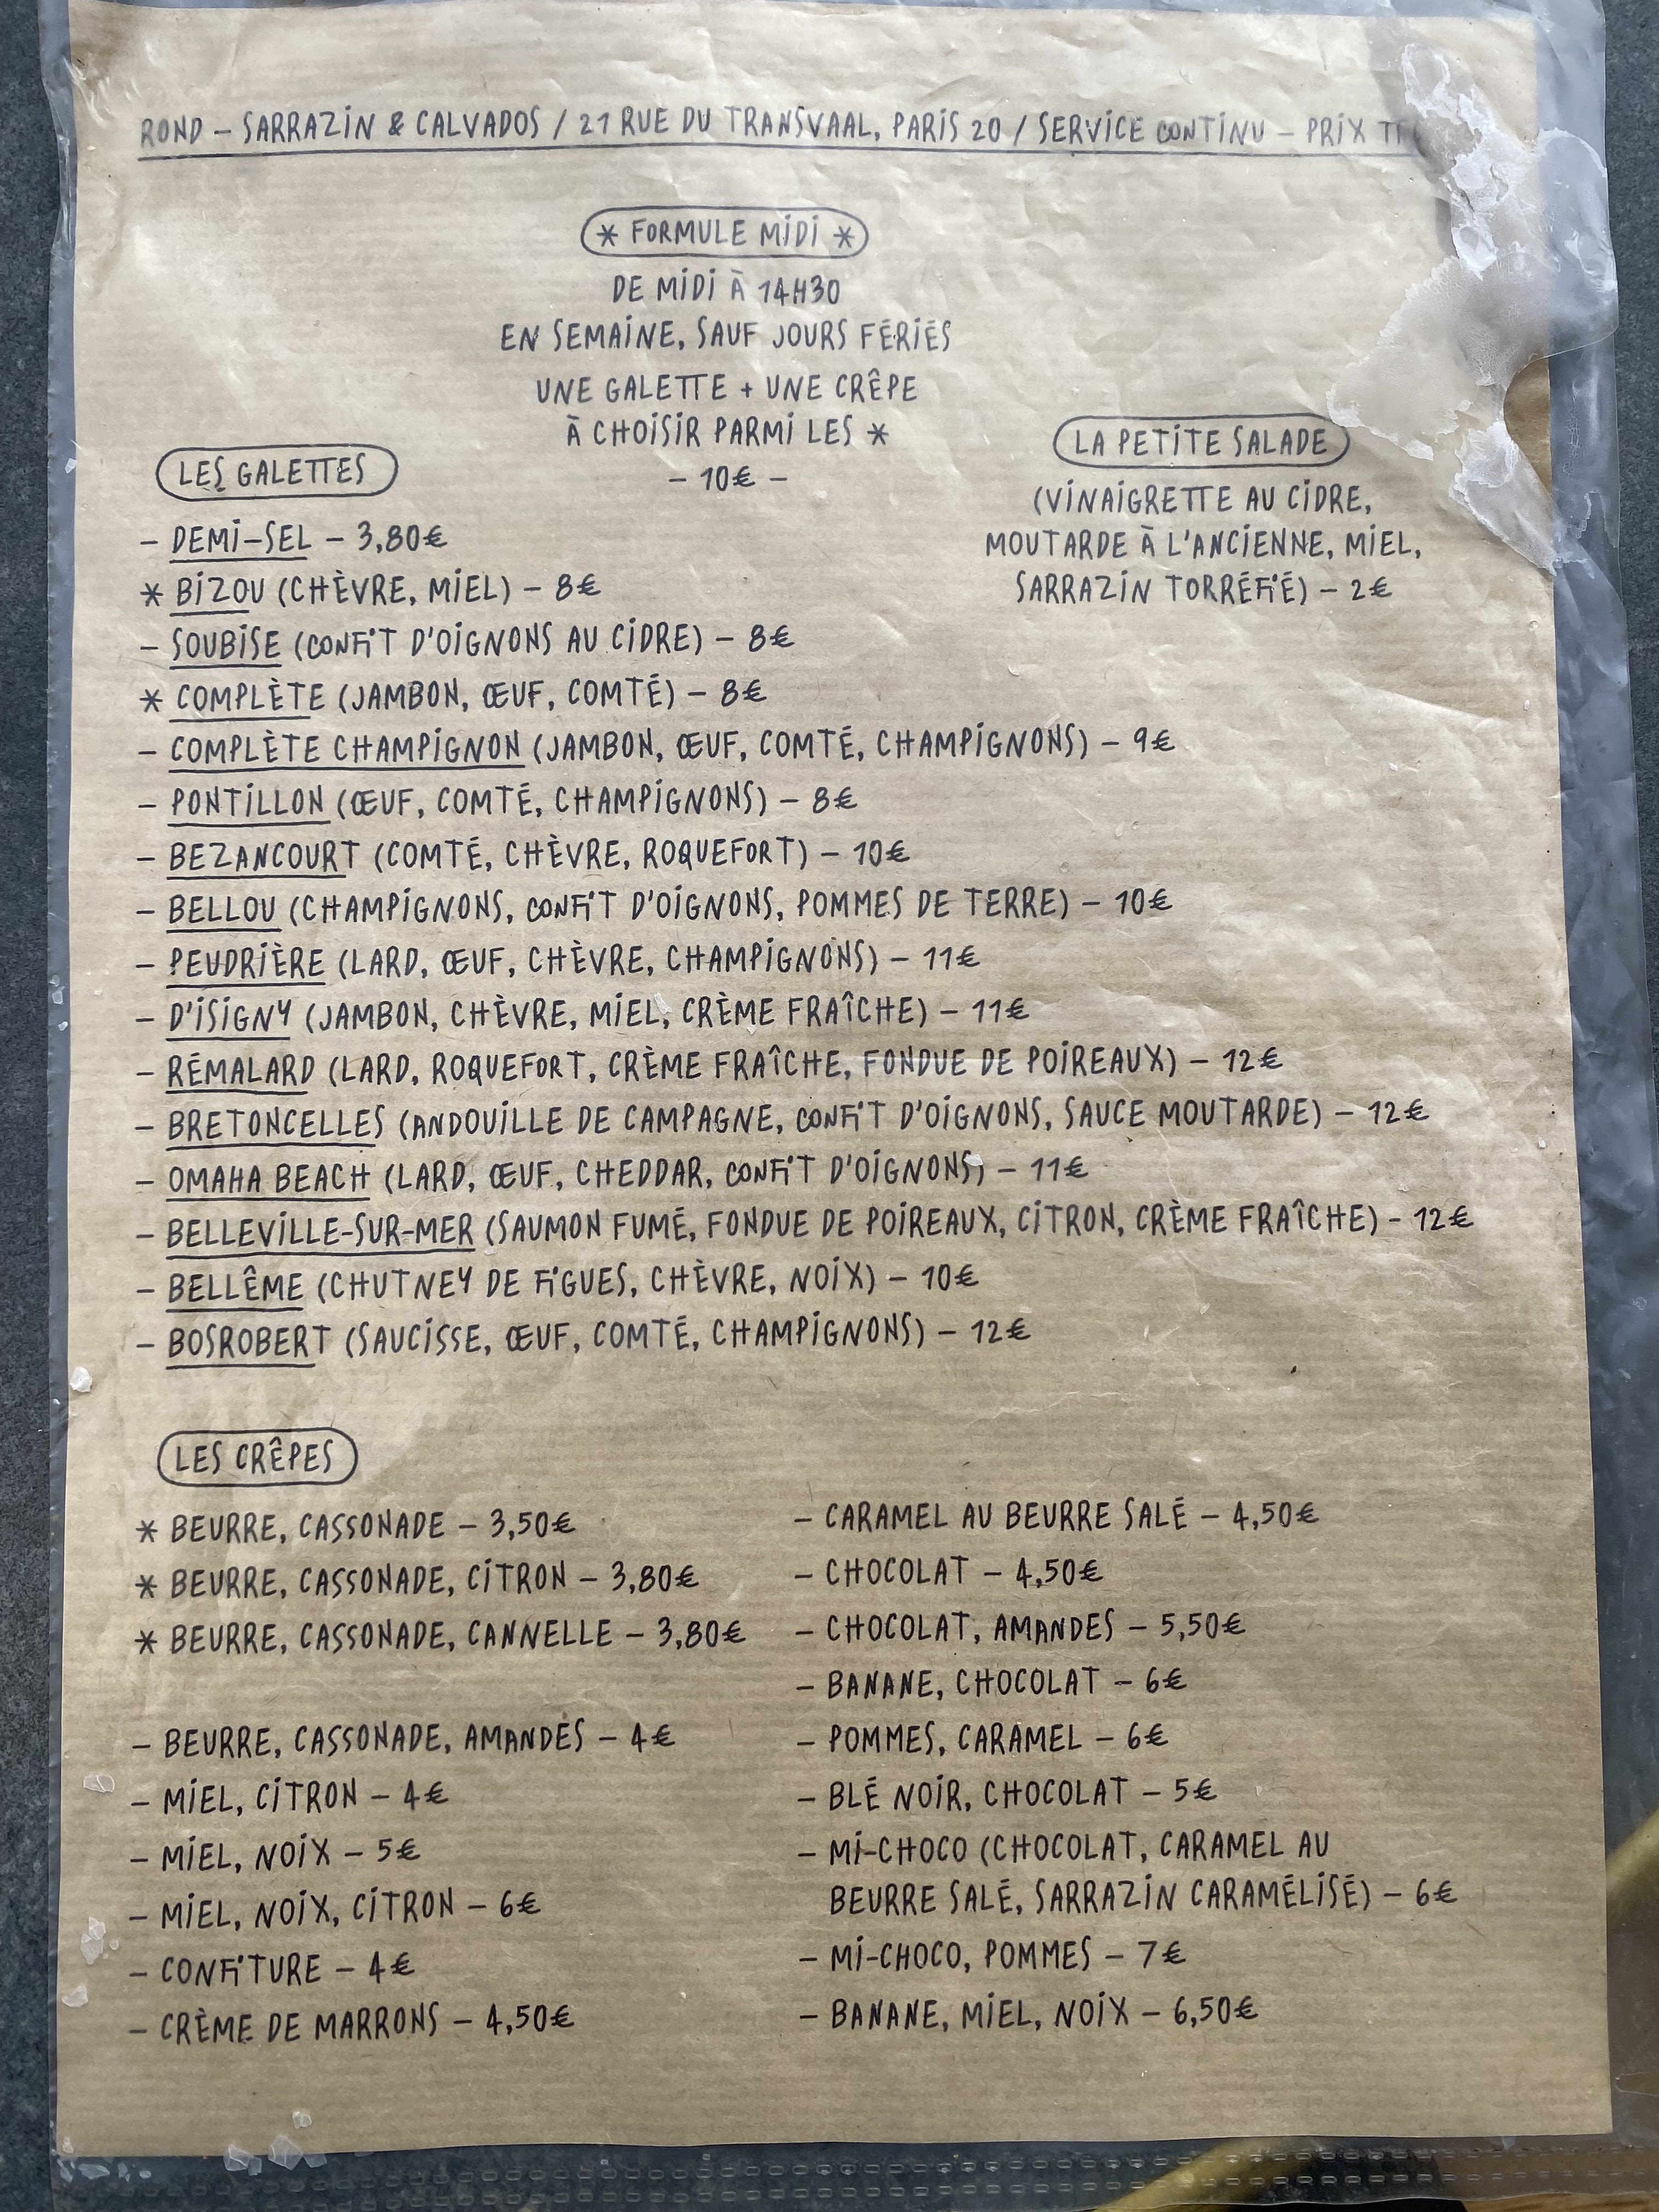 ROND – SARRAZIN & CALVADOS / 21 RUE DU TRANSVAAL, PARIS 20 / SERVICE CONTINU – PRIX
* FORMULE MIDI *
DE MIDI À 14H30
EN SEMAINE, SAUF JOURS FÉRIÉS
UNE GALETTE + UNE CRÊPE
À CHOISIR PARMI LES *
– 10€ –
LA PETITE SALADE
(VINAIGRETTE AU CIDRE,
MOUTARDE À L'ANCIENNE, MIEL,
SARRAZIN TORRÉFIÉ) – 2€
LES GALETTES
– DEMI-SEL – 3,80€
* BIZOU (CHÈVRE, MIEL) – 8€
– SOUBISE (CONFIT D'OIGNONS AU CIDRE) – 8€
* COMPLÈTE (JAMBON, ŒUF, COMTÉ) – 8€
– COMPLÈTE CHAMPIGNON (JAMBON, ŒUF, COMTÉ, CHAMPIGNONS) – 9€
– PONTILLON (ŒUF, COMTÉ, CHAMPIGNONS) – 8€
– BEZANCOURT (COMTÉ, CHÈVRE, ROQUEFORT) – 10€
– BELLOU (CHAMPIGNONS, CONFIT D'OIGNONS, POMMES DE TERRE) – 10€
– PEUDRIÈRE (LARD, ŒUF, CHÈVRE, CHAMPIGNONS) – 11€
– D'ISIGNY (JAMBON, CHÈVRE, MIEL, CRÈME FRAÎCHE) – 11€
– RÉMALARD (LARD, ROQUEFORT, CRÈME FRAÎCHE, FONDUE DE POIREAUX) – 12€
– BRETONCELLES (ANDOUILLE DE CAMPAGNE, CONFIT D'OIGNONS, SAUCE MOUTARDE) – 12€
– OMAHA BEACH (LARD, ŒUF, CHEDDAR, CONFIT D'OIGNONS) – 11€
– BELLEVILLE-SUR-MER (SAUMON FUMÉ, FONDUE DE POIREAUX, CITRON, CRÈME FRAÎCHE) - 12€
– BELLÊME (CHUTNEY DE FIGUES, CHÈVRE, NOIX) – 10€
– BOSROBERT (SAUCISSE, ŒUF, COMTÉ, CHAMPIGNONS) – 12€
LES CRÊPES
* BEURRE, CASSONADE – 3,50€
* BEURRE, CASSONADE, CITRON – 3,80€
* BEURRE, CASSONADE, CANNELLE – 3,80€
– BEURRE, CASSONADE, AMANDES – 4€
– MIEL, CITRON – 4€
– MIEL, NOIX – 5€
– MIEL, NOIX, CITRON – 6€
– CONFITURE – 4€
– CRÈME DE MARRONS – 4,50€
– CARAMEL AU BEURRE SALÉ – 4,50€
– CHOCOLAT – 4,50€
– CHOCOLAT, AMANDES – 5,50€
– BANANE, CHOCOLAT – 6€
– POMMES, CARAMEL – 6€
– BLÉ NOIR, CHOCOLAT – 5€
– MI-CHOCO (CHOCOLAT, CARAMEL AU
BEURRE SALÉ, SARRAZIN CARAMÉLISÉ) – 6€
– MI-CHOCO, POMMES – 7€
– BANANE, MIEL, NOIX – 6,50€